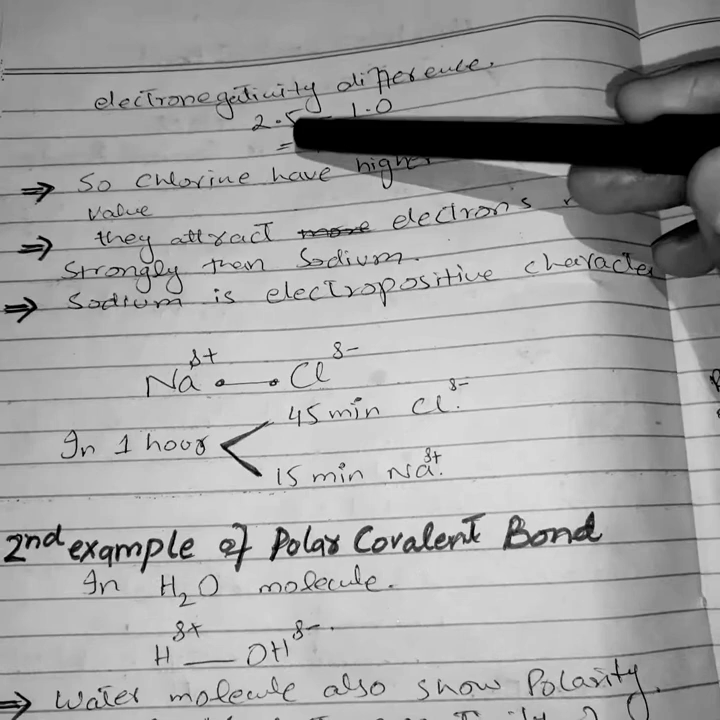 electronegativity difference.
2.5 1.0
=
⇒ So Chlorine have higher
value
⇒ they attract more electrons
strongly than Sodium.
⇒ Sodium is electropositive character
Na δ+ •—• Cl δ-
45 min Cl δ-.
In 1 hour
15 min Na δ+.
2nd example of Polar Covalent Bond
In H₂O molecule.
H δ+ — OH δ-.
⇒ Water molecule also show Polarity.